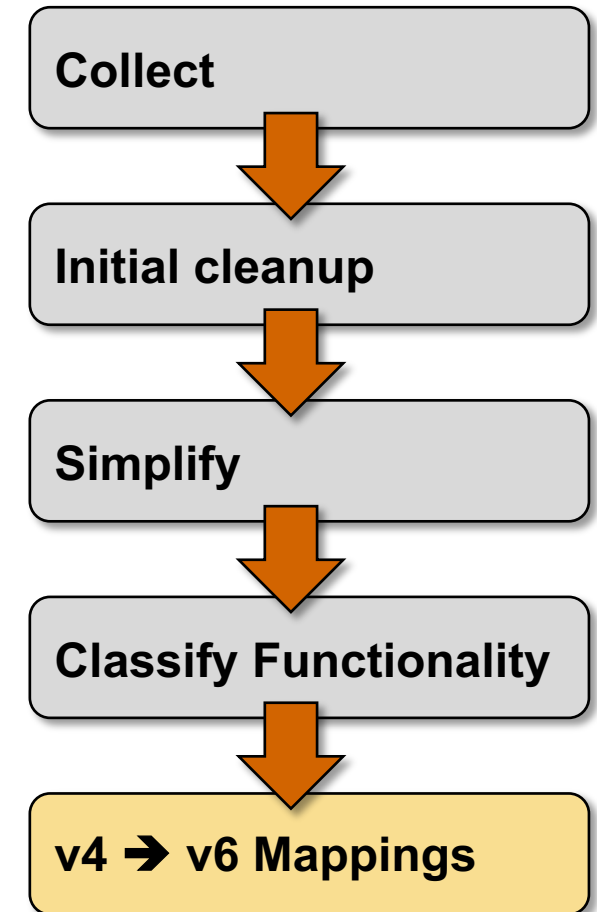 Collect
Initial cleanup
Simplify
Classify Functionality
v4 ➔ v6 Mappings